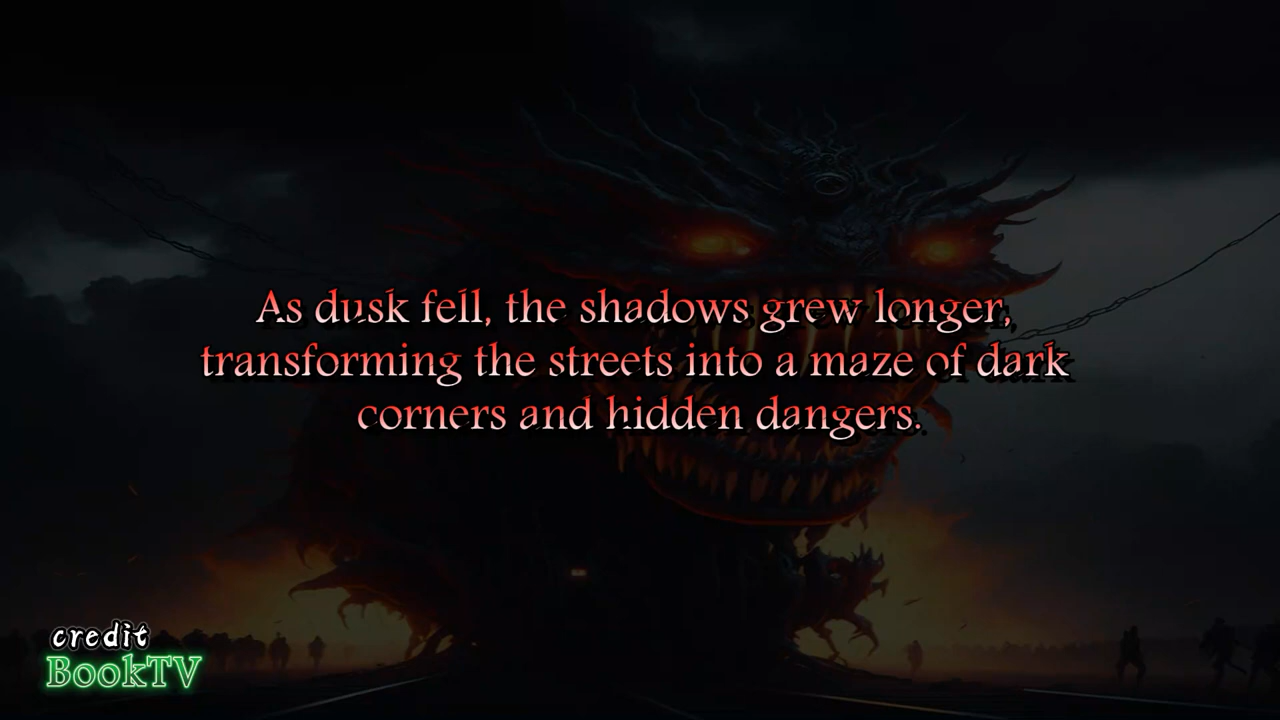 As dusk fell, the shadows grew longer,
transforming the streets into a maze of dark
corners and hidden dangers.
credit
BookTV